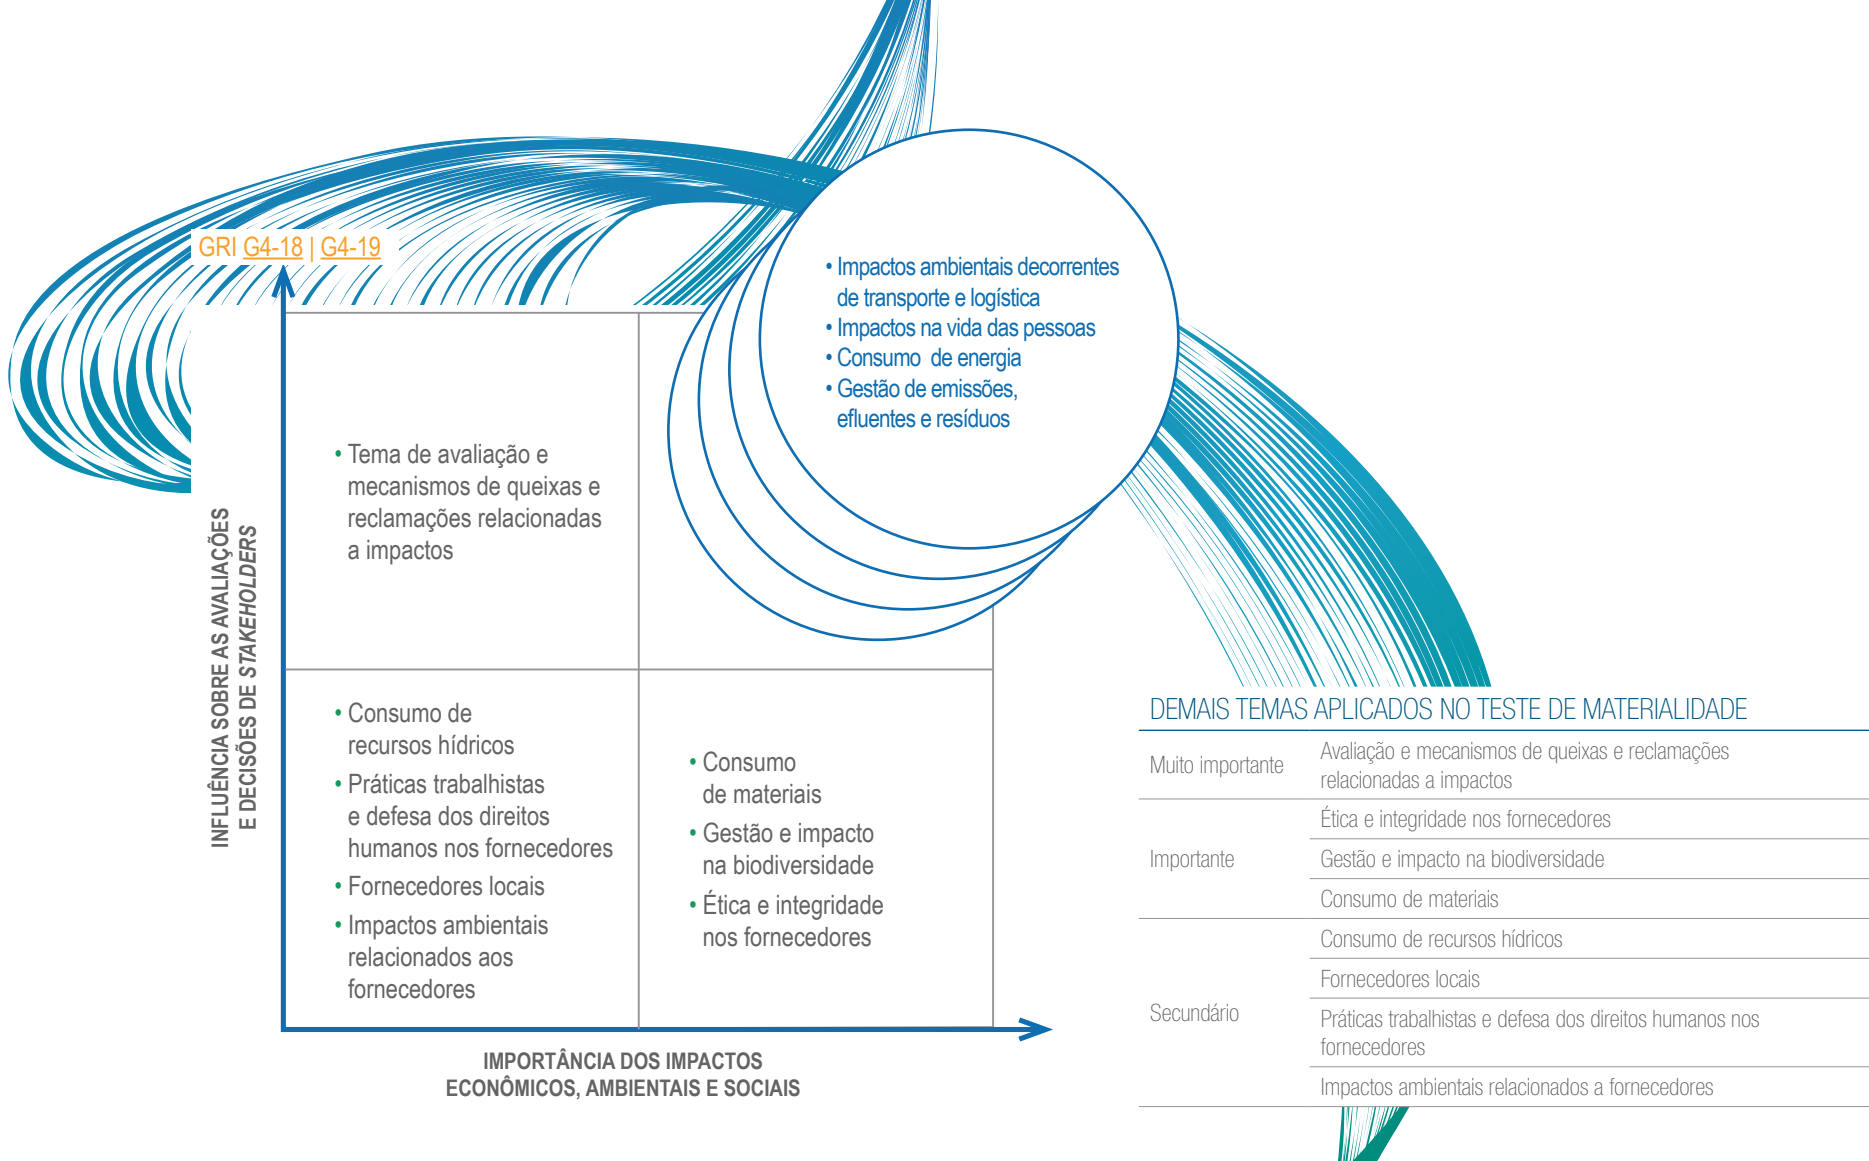 GRI G4-18 | G4-19
• Impactos ambientais decorrentes
de transporte e logística
• Impactos na vida das pessoas
• Consumo de energia
• Gestão de emissões,
efluentes e resíduos
INFLUÊNCIA SOBRE AS AVALIAÇÕES
E DECISÕES DE STAKEHOLDERS
• Tema de avaliação e
mecanismos de queixas e
reclamações relacionadas
a impactos
• Consumo de
recursos hídricos
• Práticas trabalhistas
e defesa dos direitos
humanos nos fornecedores
• Fornecedores locais
• Impactos ambientais
relacionados aos
fornecedores
• Consumo
de materiais
• Gestão e impacto
na biodiversidade
• Ética e integridade
nos fornecedores
IMPORTÂNCIA DOS IMPACTOS
ECONÔMICOS, AMBIENTAIS E SOCIAIS
DEMAIS TEMAS APLICADOS NO TESTE DE MATERIALIDADE
Muito importante
Avaliação e mecanismos de queixas e reclamações
relacionadas a impactos
Importante
Ética e integridade nos fornecedores
Gestão e impacto na biodiversidade
Consumo de materiais
Secundário
Consumo de recursos hídricos
Fornecedores locais
Práticas trabalhistas e defesa dos direitos humanos nos
fornecedores
Impactos ambientais relacionados a fornecedores